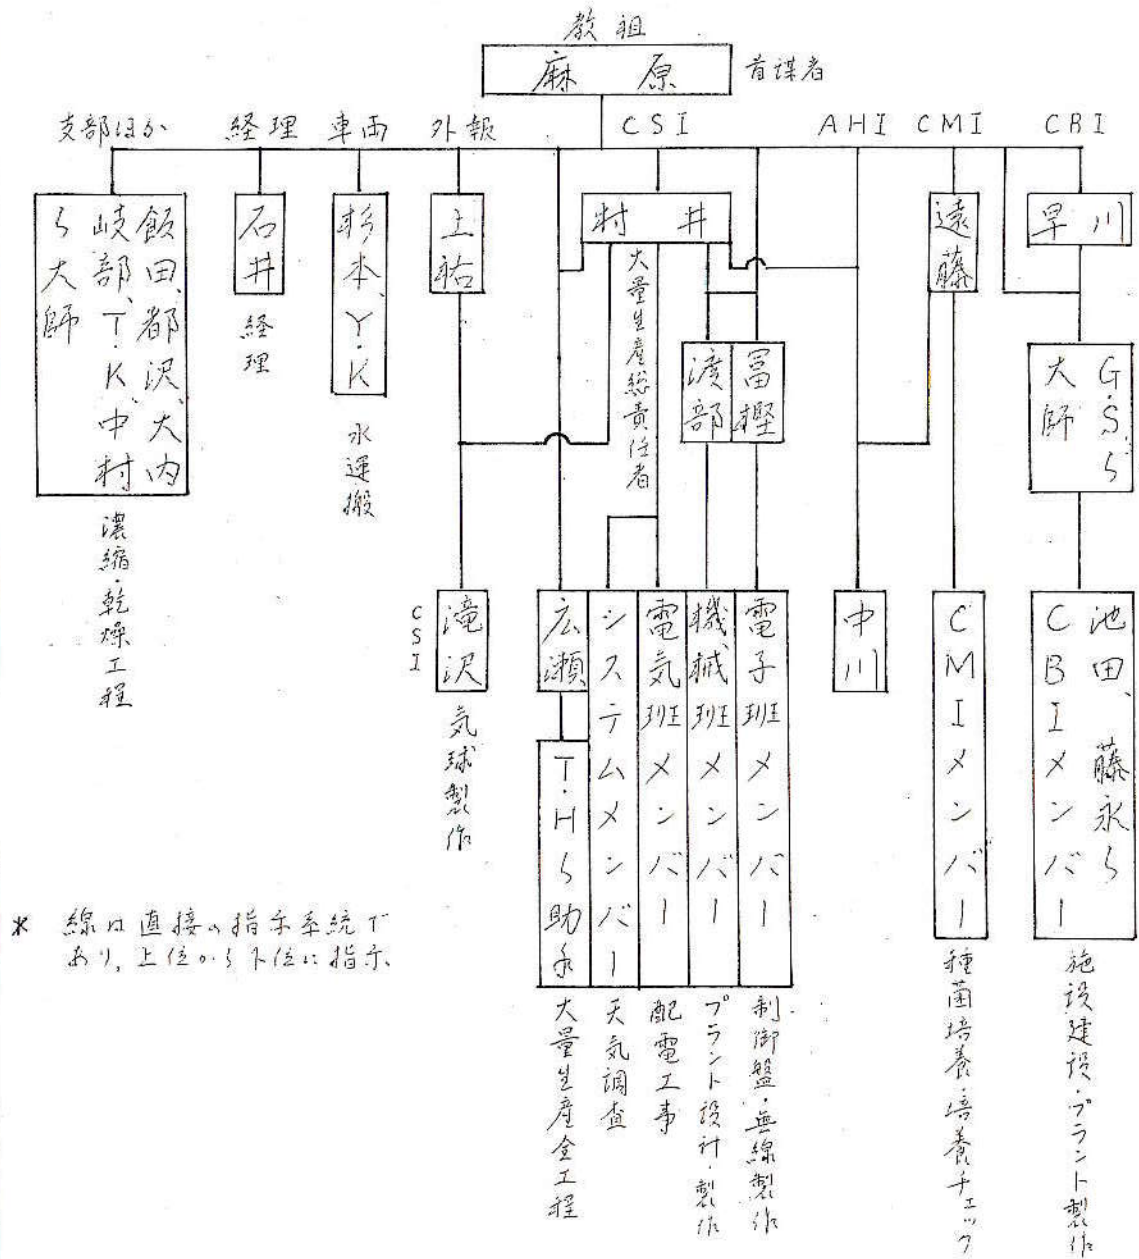 教祖
麻原
首謀者
支部ほか
経理
車両
外報
CSI
AHI
CMI
CBI
飯田、都沢、大内
岐部、T・K、中村
ら大師
濃縮・乾燥工程
石井
経理
杉本、Y・K
水運搬
上祐
村井
大量生産総責任者
渡部
富樫
遠藤
早川
G・S、ら
大師
CSI
滝沢
気球製作
広瀬
T・Hら助永
大量生産全工程
システムメンバー
天気調査
電気班メンバー
配電工事
機械班メンバー
プラント設計・製作
電子班メンバー
制御盤・無線製作
中川
CMIメンバー
種菌培養・培養チェック
池田、藤永ら
CBIメンバー
施設建設・プラント製作
* 線は直接の指示系統で
あり、上位から下位に指示。